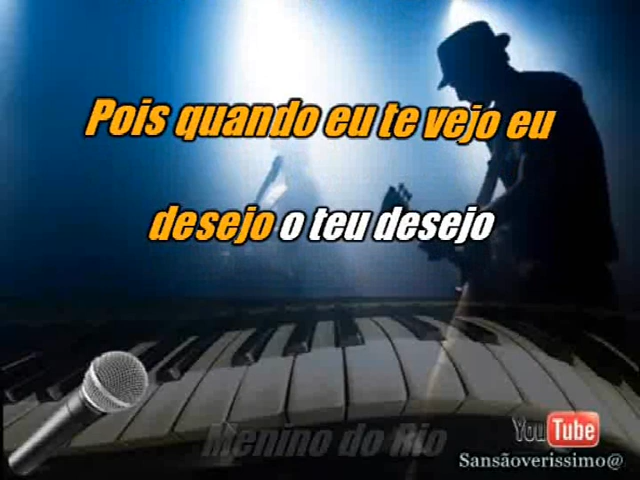 Pois quando eu te vejo eu
desejo o teu desejo
Menino do Rio
YouTube
Sansãoverissimo@